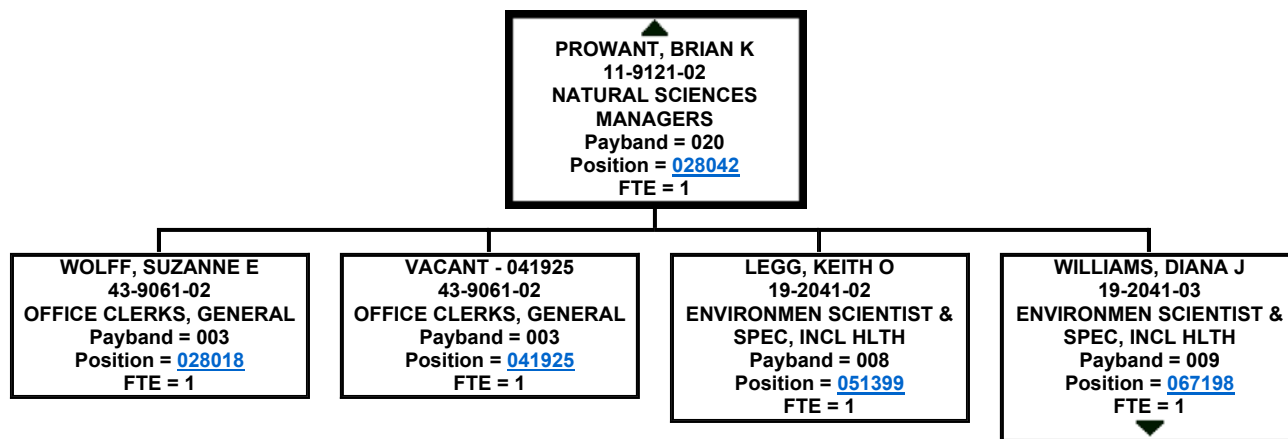 PROWANT, BRIAN K
11-9121-02
NATURAL SCIENCES
MANAGERS
Payband = 020
Position = 028042
FTE = 1
WOLFF, SUZANNE E
43-9061-02
OFFICE CLERKS, GENERAL
Payband = 003
Position = 028018
FTE = 1
VACANT - 041925
43-9061-02
OFFICE CLERKS, GENERAL
Payband = 003
Position = 041925
FTE = 1
LEGG, KEITH O
19-2041-02
ENVIRONMEN SCIENTIST &
SPEC, INCL HLTH
Payband = 008
Position = 051399
FTE = 1
WILLIAMS, DIANA J
19-2041-03
ENVIRONMEN SCIENTIST &
SPEC, INCL HLTH
Payband = 009
Position = 067198
FTE = 1